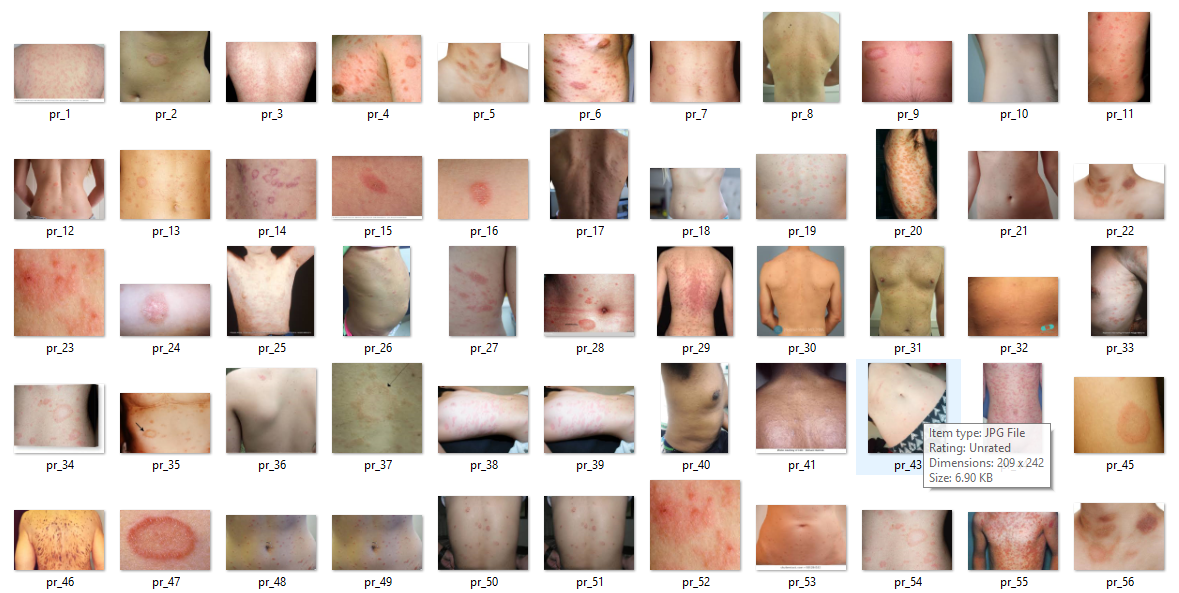 pr_1 pr_2 pr_3 pr_4 pr_5 pr_6 pr_7 pr_8 pr_9 pr_10 pr_11
pr_12 pr_13 pr_14 pr_15 pr_16 pr_17 pr_18 pr_19 pr_20 pr_21 pr_22
pr_23 pr_24 pr_25 pr_26 pr_27 pr_28 pr_29 pr_30 pr_31 pr_32 pr_33
pr_34 pr_35 pr_36 pr_37 pr_38 pr_39 pr_40 pr_41 pr_43 pr_45
Item type: JPG File
Rating: Unrated
Dimensions: 209 x 242
Size: 6.90 KB
pr_46 pr_47 pr_48 pr_49 pr_50 pr_51 pr_52 pr_53 pr_54 pr_55 pr_56